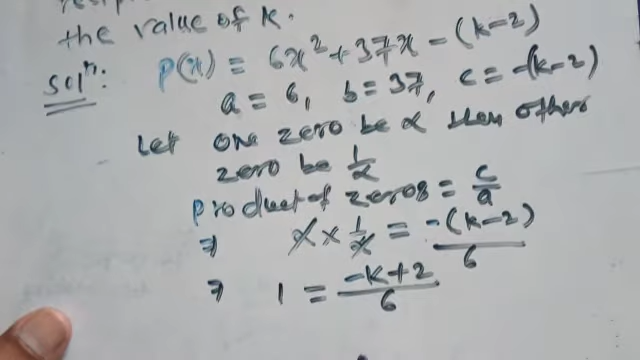 the value of k.
Solⁿ: p(x) = 6x² + 37x - (k-2)
a = 6, b = 37, c = -(k-2)
Let one zero be α then other
zero be 1/α
product of zeros = c/a
⇒ α × 1/α = -(k-2)/6
⇒ 1 = -k+2/6